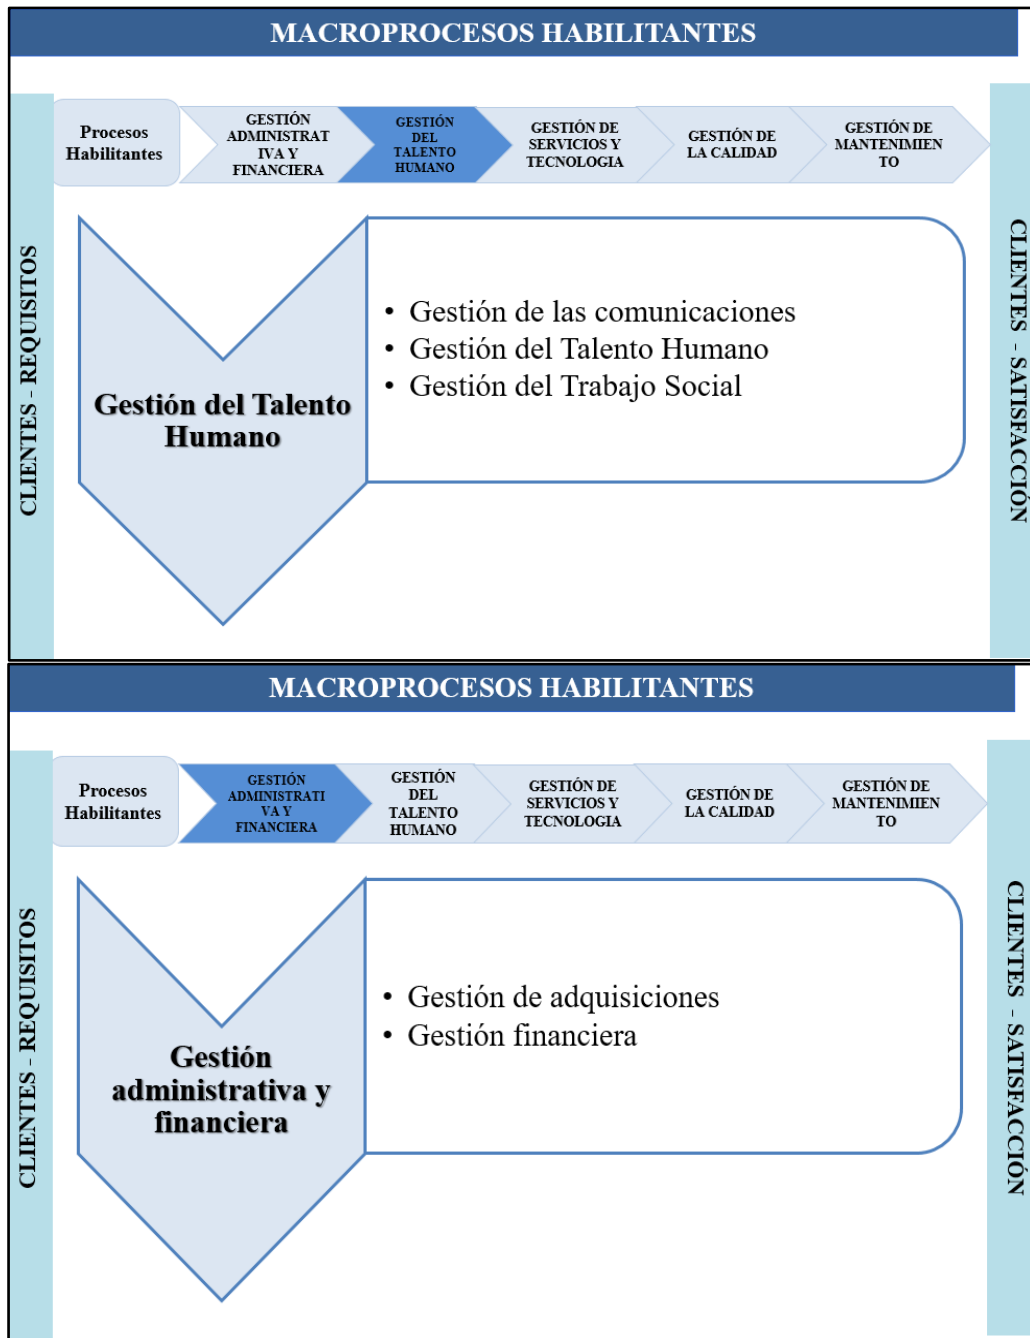 MACROPROCESOS HABILITANTES
CLIENTES - REQUISITOS
Procesos
Habilitantes
GESTIÓN
ADMINISTRAT
IVA Y
FINANCIERA
GESTIÓN
DEL
TALENTO
HUMANO
GESTIÓN DE
SERVICIOS Y
TECNOLOGIA
GESTIÓN DE
LA CALIDAD
GESTIÓN DE
MANTENIMIEN
TO
CLIENTES - SATISFACCIÓN
Gestión del Talento
Humano
• Gestión de las comunicaciones
• Gestión del Talento Humano
• Gestión del Trabajo Social
MACROPROCESOS HABILITANTES
CLIENTES - REQUISITOS
Procesos
Habilitantes
GESTIÓN
ADMINISTRATI
VA Y
FINANCIERA
GESTIÓN
DEL
TALENTO
HUMANO
GESTIÓN DE
SERVICIOS Y
TECNOLOGIA
GESTIÓN DE
LA CALIDAD
GESTIÓN DE
MANTENIMIEN
TO
CLIENTES - SATISFACCIÓN
Gestión
administrativa y
financiera
• Gestión de adquisiciones
• Gestión financiera